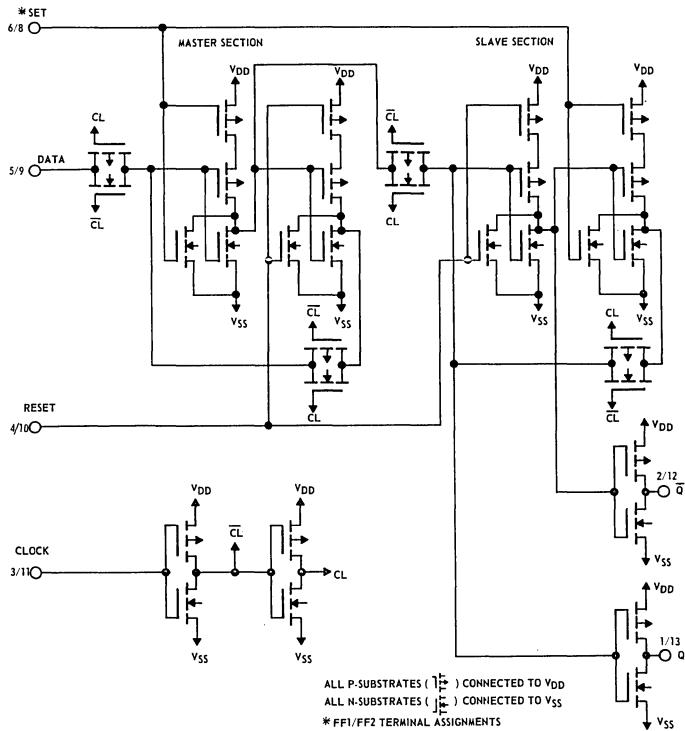 * SET
6/8
MASTER SECTION
SLAVE SECTION
VDD
VDD
VDD
VDD
CL
C̅L̅
DATA
5/9
C̅L̅
CL
VSS
VSS
VSS
VSS
C̅L̅
CL
CL
C̅L̅
RESET
4/10
VDD
2/12
Q̅
VSS
VDD
VDD
CLOCK
3/11
C̅L̅
CL
VSS
VSS
VDD
1/13
Q
VSS
ALL P-SUBSTRATES ( ) CONNECTED TO VDD
ALL N-SUBSTRATES ( ) CONNECTED TO VSS
* FF1/FF2 TERMINAL ASSIGNMENTS